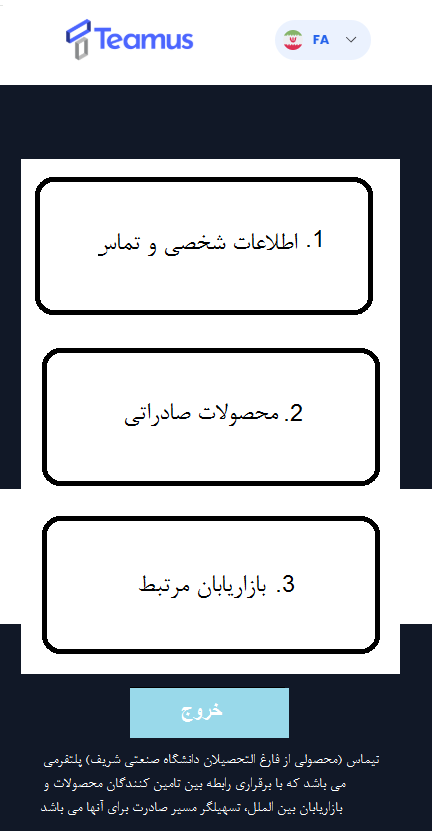 Teamus
FA
1. اطلاعات شخصی و تماس
2. محصولات صادراتی
3. بازاریابان مرتبط
خروج
تیماس (محصولی از فارغ التحصیلان دانشگاه صنعتی شریف) پلتفرمی
می باشد که با برقراری رابطه بین تامین کنندگان محصولات و
بازاریابان بین الملل، تسهیلگر مسیر صادرت برای آنها می باشد